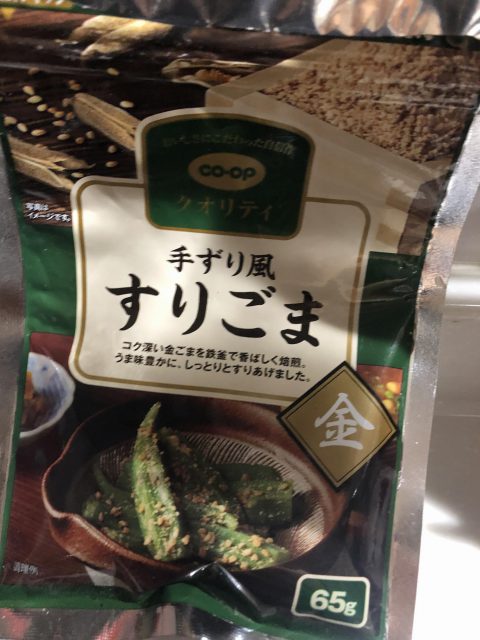 おいしさにこだわった自信作
CO-OP
クオリティ
写真は
イメージです。
手ずり風
すりごま
コク深い金ごまを鉄釜で香ばしく焙煎。
うま味豊かに、しっとりとすりあげました。
金
調理例
65g